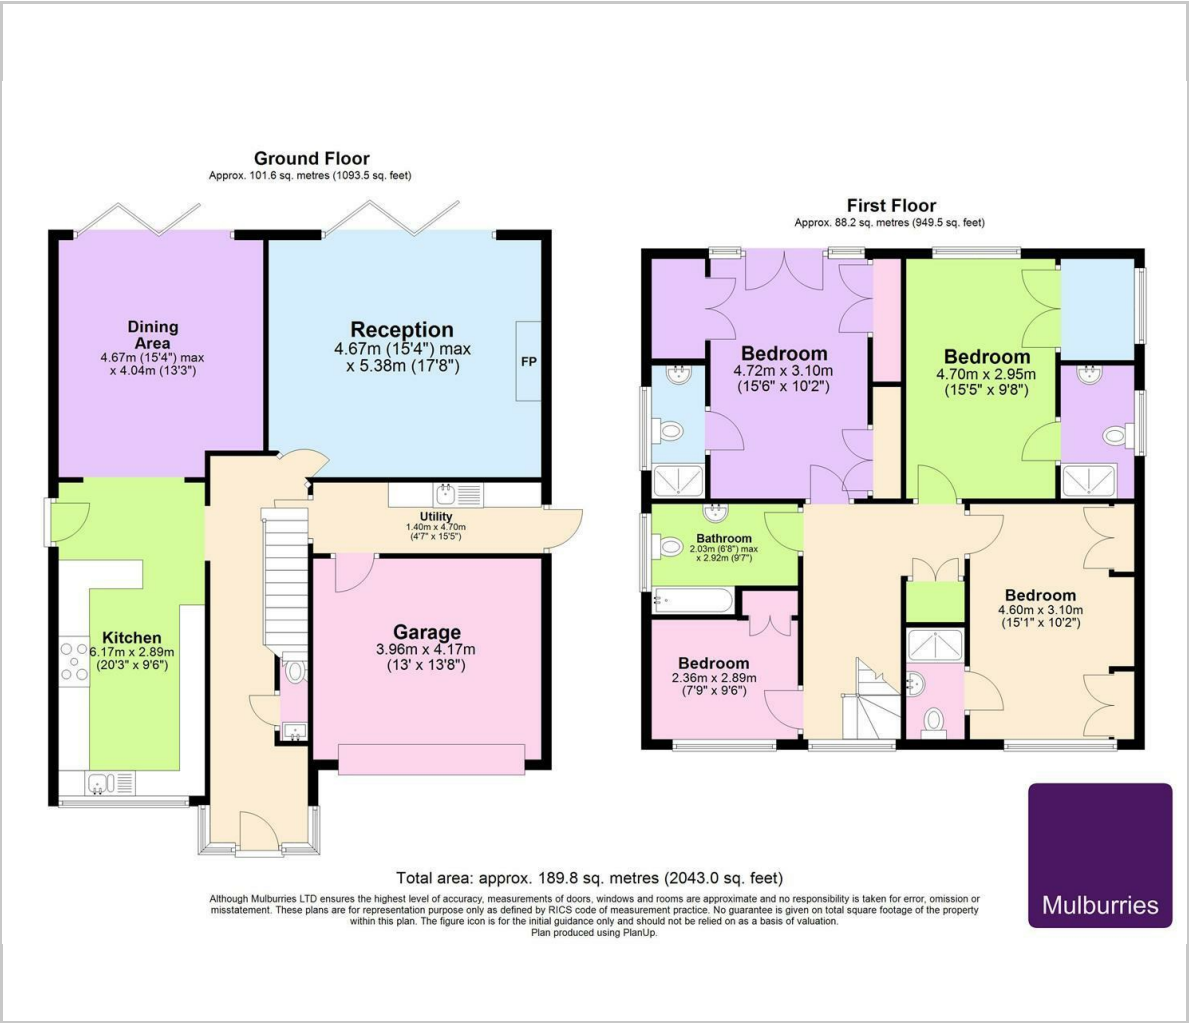 Ground Floor
Approx. 101.6 sq. metres (1093.5 sq. feet)
Dining
Area
4.67m (15'4") max
x 4.04m (13'3")
Reception
4.67m (15'4") max
x 5.38m (17'8")
FP
Utility
1.40m x 4.70m
(4'7" x 15'5")
Kitchen
6.17m x 2.89m
(20'3" x 9'6")
Garage
3.96m x 4.17m
(13' x 13'8")
First Floor
Approx. 88.2 sq. metres (949.5 sq. feet)
Bedroom
4.72m x 3.10m
(15'6" x 10'2")
Bedroom
4.70m x 2.95m
(15'5" x 9'8")
Bathroom
2.03m (6'8") max
x 2.92m (9'7")
Bedroom
4.60m x 3.10m
(15'1" x 10'2")
Bedroom
2.36m x 2.89m
(7'9" x 9'6")
Mulburries
Total area: approx. 189.8 sq. metres (2043.0 sq. feet)
Although Mulburries LTD ensures the highest level of accuracy, measurements of doors, windows and rooms are approximate and no responsibility is taken for error, omission or
misstatement. These plans are for representation purpose only as defined by RICS code of measurement practice. No guarantee is given on total square footage of the property
within this plan. The figure icon is for the initial guidance only and should not be relied on as a basis of valuation.
Plan produced using PlanUp.